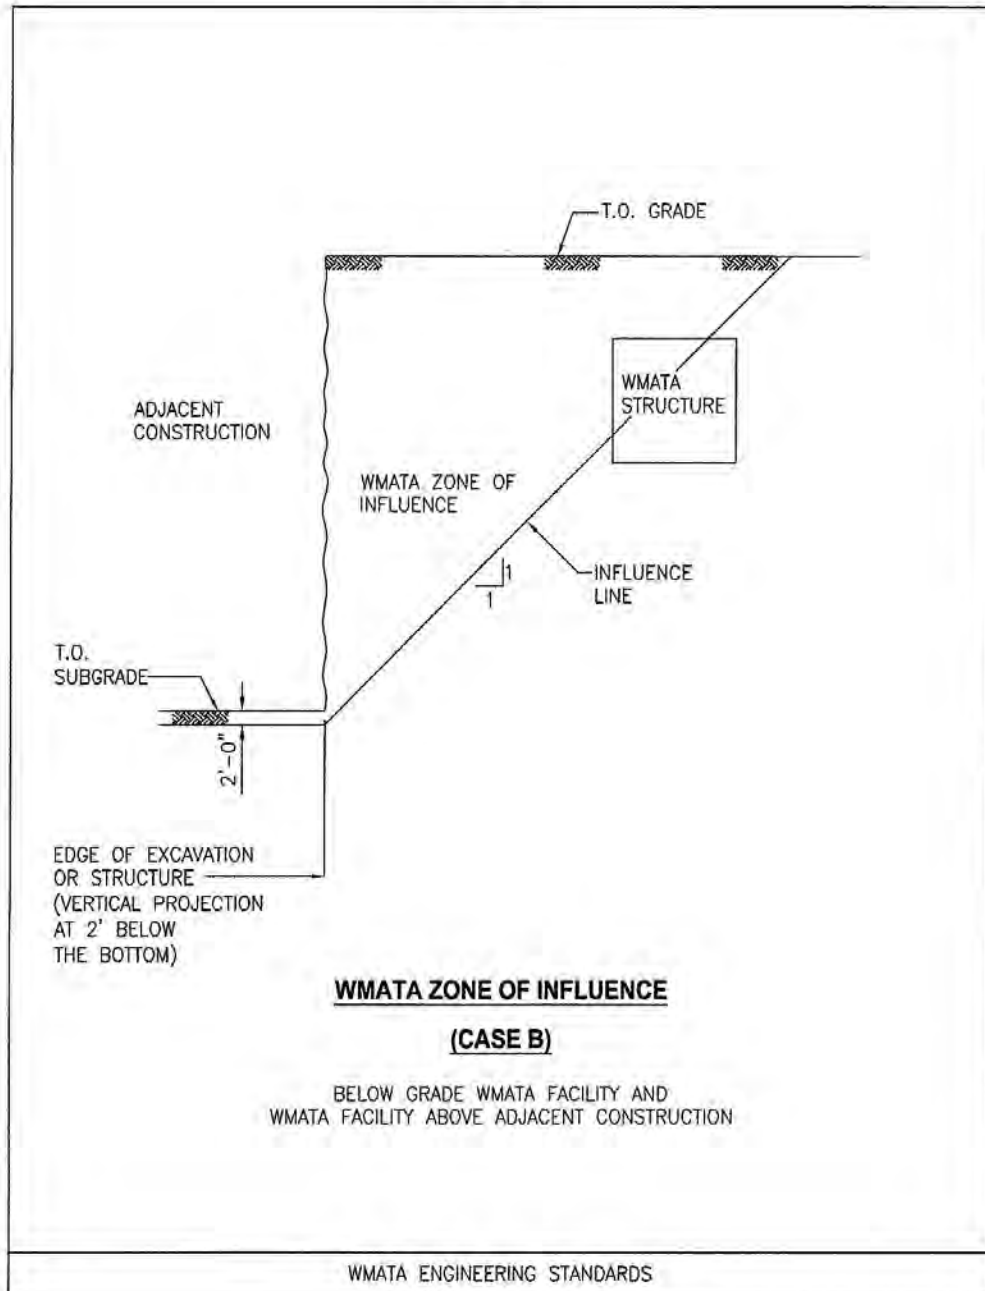 T.O. GRADE
WMATA
STRUCTURE
ADJACENT
CONSTRUCTION
WMATA ZONE OF
INFLUENCE
1
1
INFLUENCE
LINE
T.O.
SUBGRADE
2'-0"
EDGE OF EXCAVATION
OR STRUCTURE
(VERTICAL PROJECTION
AT 2' BELOW
THE BOTTOM)
WMATA ZONE OF INFLUENCE
(CASE B)
BELOW GRADE WMATA FACILITY AND
WMATA FACILITY ABOVE ADJACENT CONSTRUCTION
WMATA ENGINEERING STANDARDS